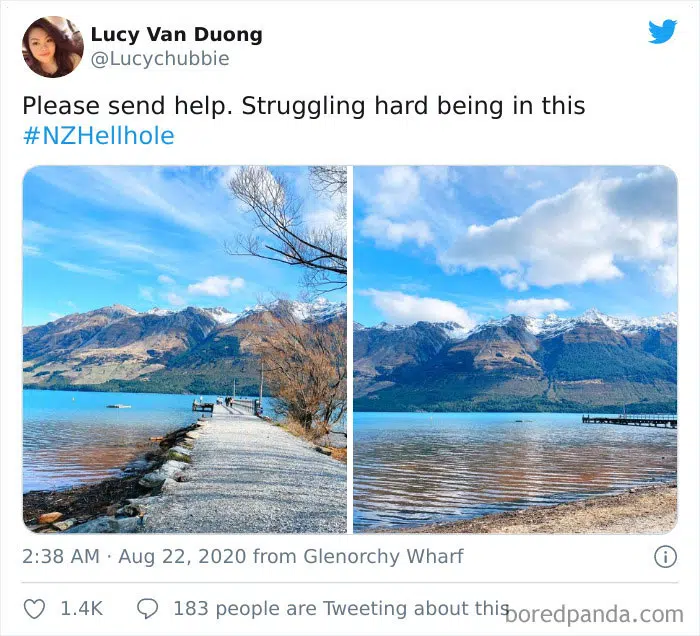 Lucy Van Duong
@Lucychubbie
Please send help. Struggling hard being in this
#NZHellhole
2:38 AM · Aug 22, 2020 from Glenorchy Wharf
1.4K 183 people are Tweeting about this
boredpanda.com